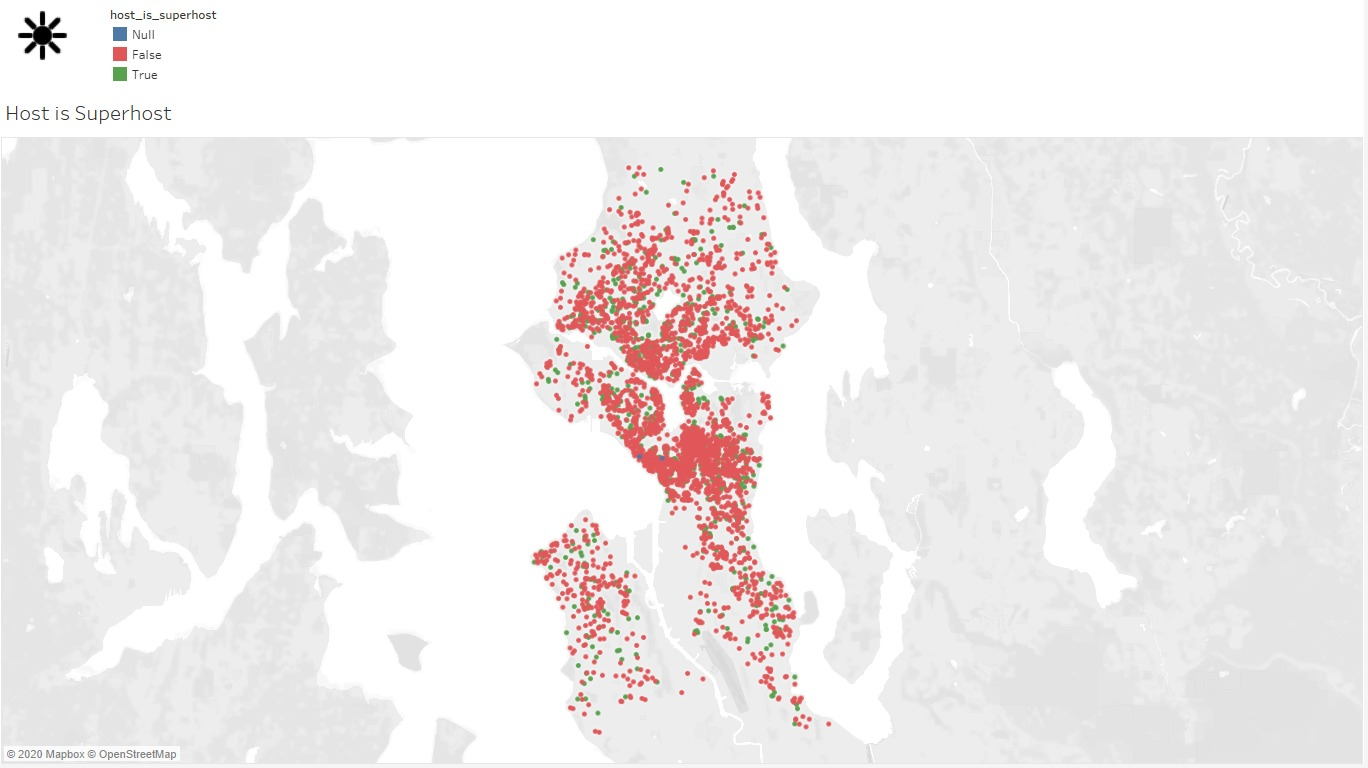 host_is_superhost
Null
False
True
Host is Superhost
© 2020 Mapbox © OpenStreetMap